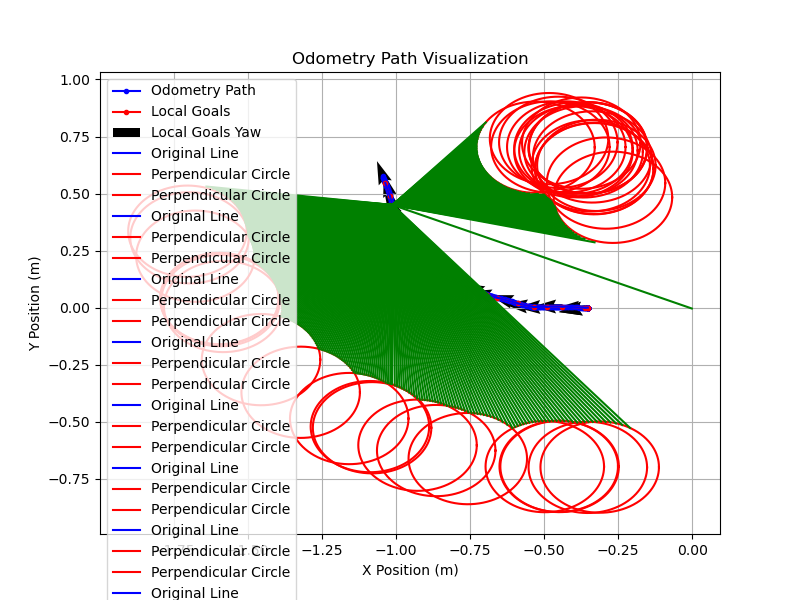 Odometry Path Visualization
Y Position (m)
1.00
0.75
0.50
0.25
0.00
−0.25
−0.50
−0.75
Odometry Path
Local Goals
Local Goals Yaw
Original Line
Perpendicular Circle
Perpendicular Circle
Original Line
Perpendicular Circle
Perpendicular Circle
Original Line
Perpendicular Circle
Perpendicular Circle
Original Line
Perpendicular Circle
Perpendicular Circle
Original Line
Perpendicular Circle
Perpendicular Circle
Original Line
Perpendicular Circle
Perpendicular Circle
Original Line
Perpendicular Circle
Perpendicular Circle
Original Line
−1.25 −1.00 −0.75 −0.50 −0.25 0.00
X Position (m)